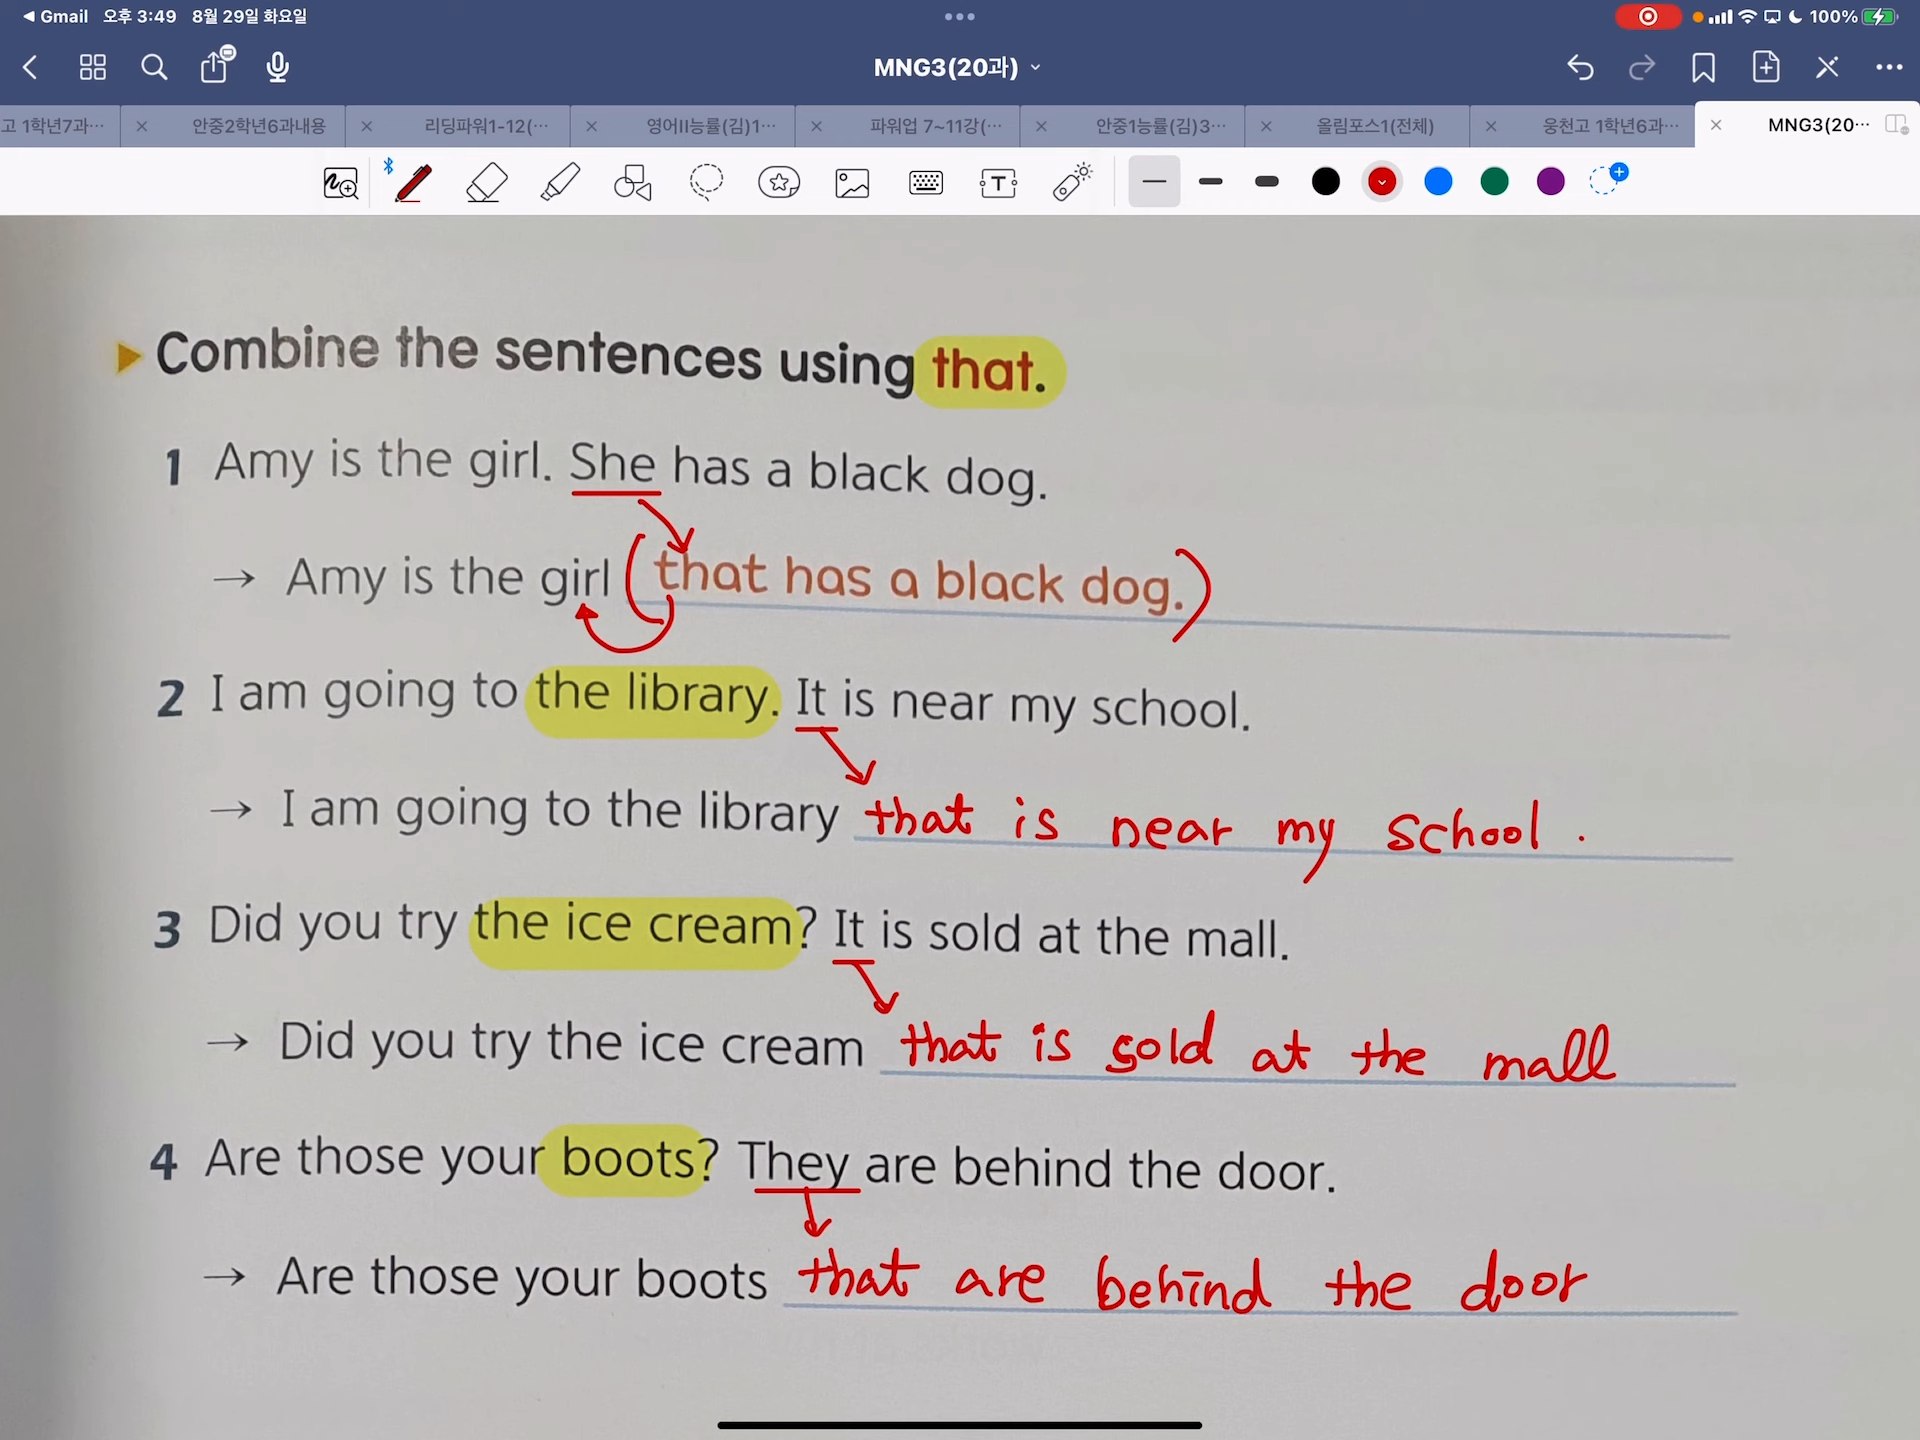 Gmail 오후 3:49 8월 29일 화요일
100%
MNG3(20과)
고 1학년7과… 안중2학년6과내용 리딩파워1-12(… 영어II능률(김)1… 파워업 7~11강(… 안중1능률(김)3… 올림포스1(전체) 웅천고 1학년6과… MNG3(20…
Combine the sentences using that.
1 Amy is the girl. She has a black dog.
→ Amy is the girl (that has a black dog.)
2 I am going to the library. It is near my school.
→ I am going to the library that is near my school.
3 Did you try the ice cream? It is sold at the mall.
→ Did you try the ice cream that is sold at the mall
4 Are those your boots? They are behind the door.
→ Are those your boots that are behind the door